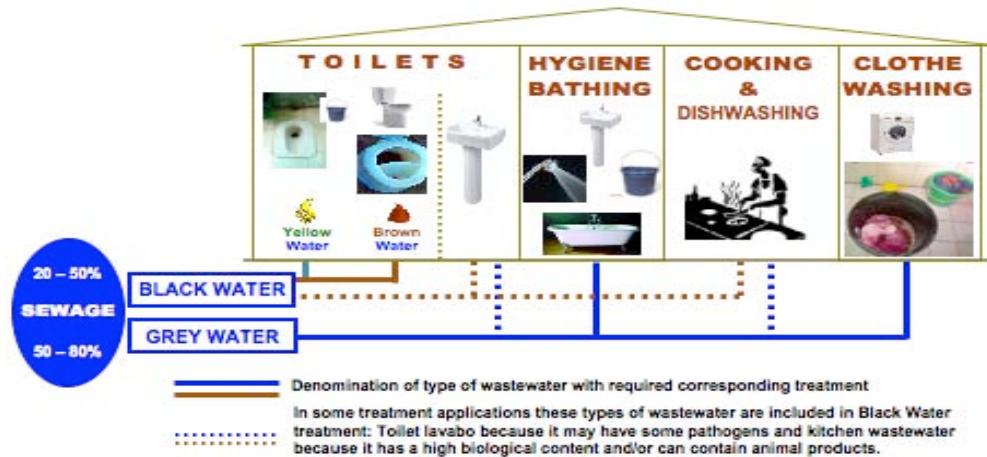 TOILETS
HYGIENE
BATHING
COOKING
&
DISHWASHING
CLOTHE
WASHING
Yellow
Water
Brown
Water
20 – 50%
SEWAGE
50 – 80%
BLACK WATER
GREY WATER
Denomination of type of wastewater with required corresponding treatment
In some treatment applications these types of wastewater are included in Black Water
treatment: Toilet lavabo because it may have some pathogens and kitchen wastewater
because it has a high biological content and/or can contain animal products.